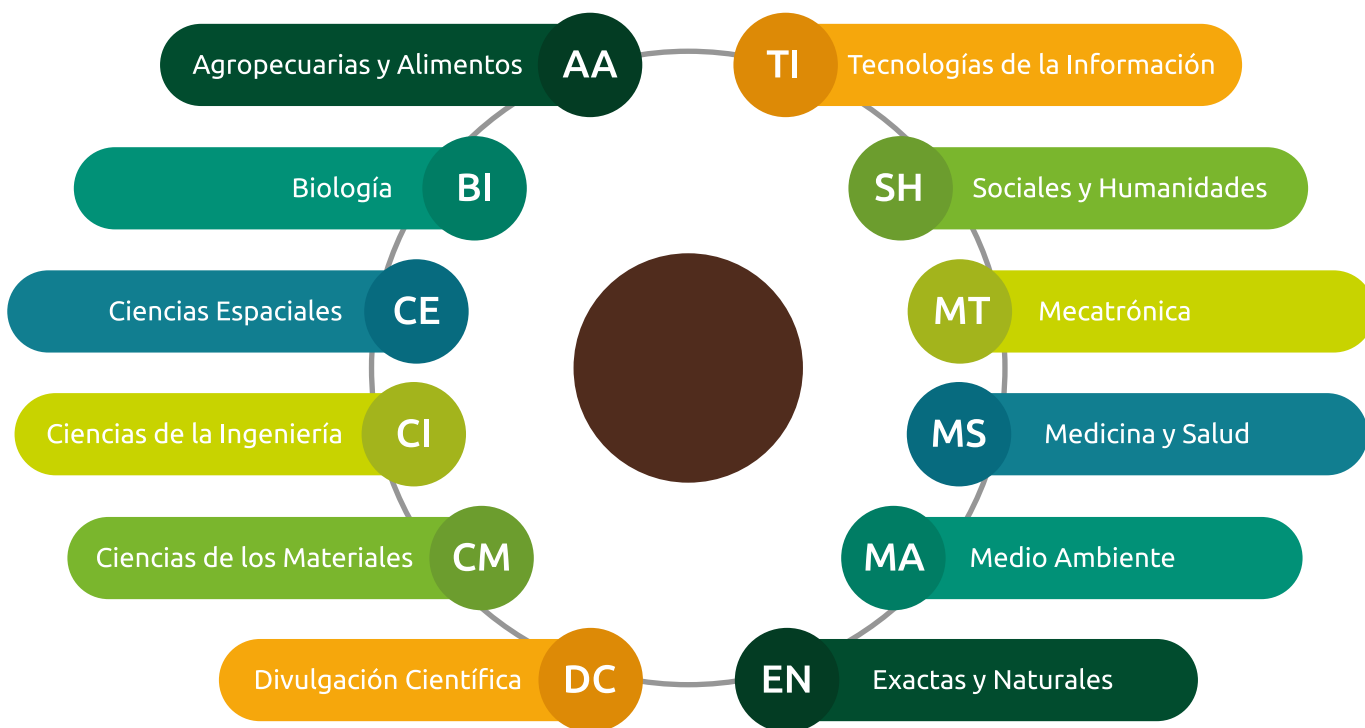 Agropecuarias y Alimentos AA
TI Tecnologías de la Información
Biología BI
SH Sociales y Humanidades
Ciencias Espaciales CE
MT Mecatrónica
Ciencias de la Ingeniería CI
MS Medicina y Salud
Ciencias de los Materiales CM
MA Medio Ambiente
Divulgación Científica DC
EN Exactas y Naturales